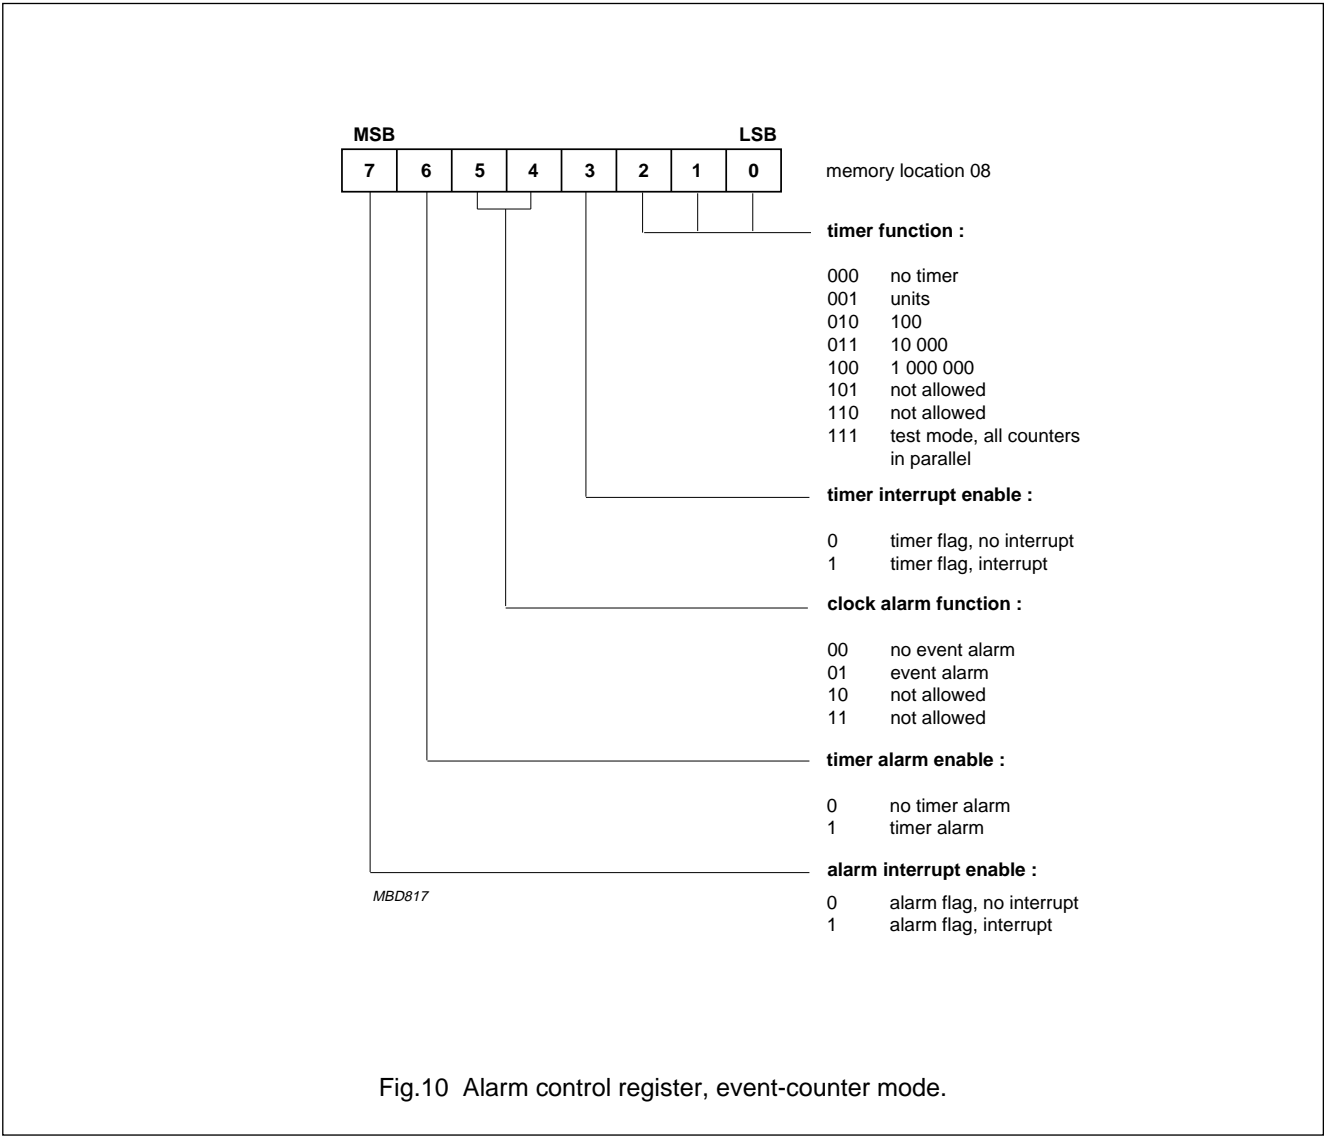 MSB LSB
7 6 5 4 3 2 1 0 memory location 08
timer function :
000 no timer
001 units
010 100
011 10 000
100 1 000 000
101 not allowed
110 not allowed
111 test mode, all counters
in parallel
timer interrupt enable :
0 timer flag, no interrupt
1 timer flag, interrupt
clock alarm function :
00 no event alarm
01 event alarm
10 not allowed
11 not allowed
timer alarm enable :
0 no timer alarm
1 timer alarm
alarm interrupt enable :
0 alarm flag, no interrupt
1 alarm flag, interrupt
MBD817
Fig.10 Alarm control register, event-counter mode.